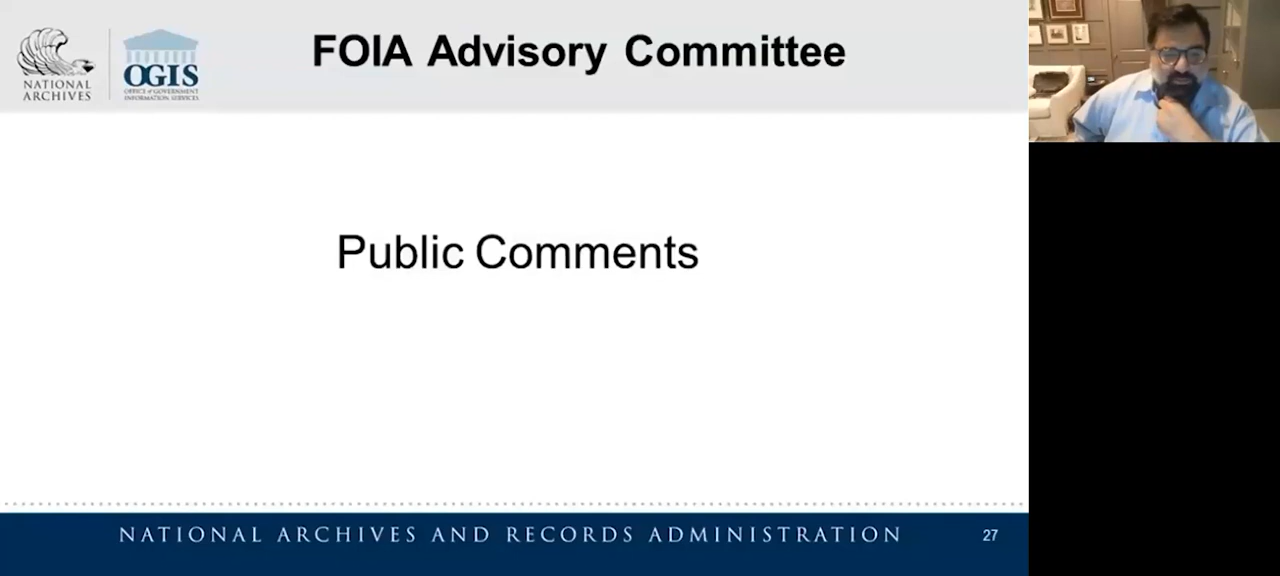 FOIA Advisory Committee
NATIONAL
ARCHIVES
OGIS
OFFICE of GOVERNMENT
INFORMATION SERVICES
Public Comments
NATIONAL ARCHIVES AND RECORDS ADMINISTRATION
27